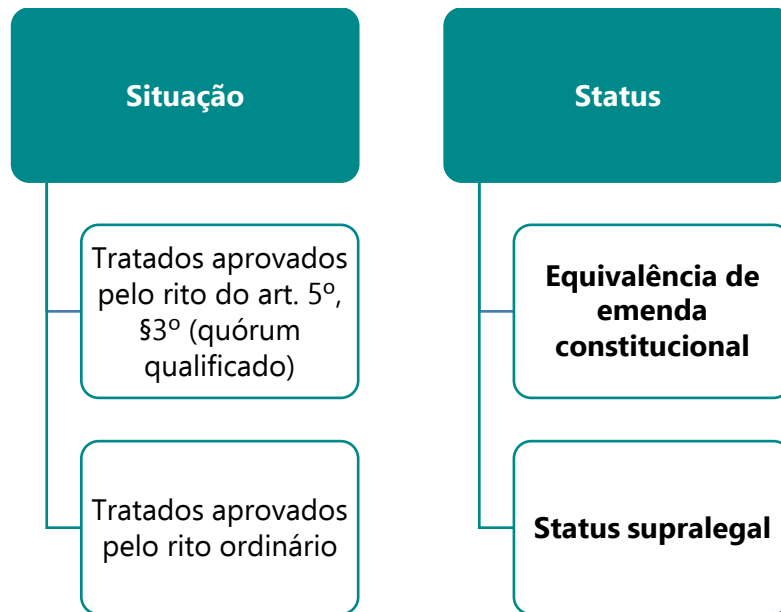 Situação
Tratados aprovados
pelo rito do art. 5º,
§3º (quórum
qualificado)
Tratados aprovados
pelo rito ordinário
Status
Equivalência de
emenda
constitucional
Status supralegal